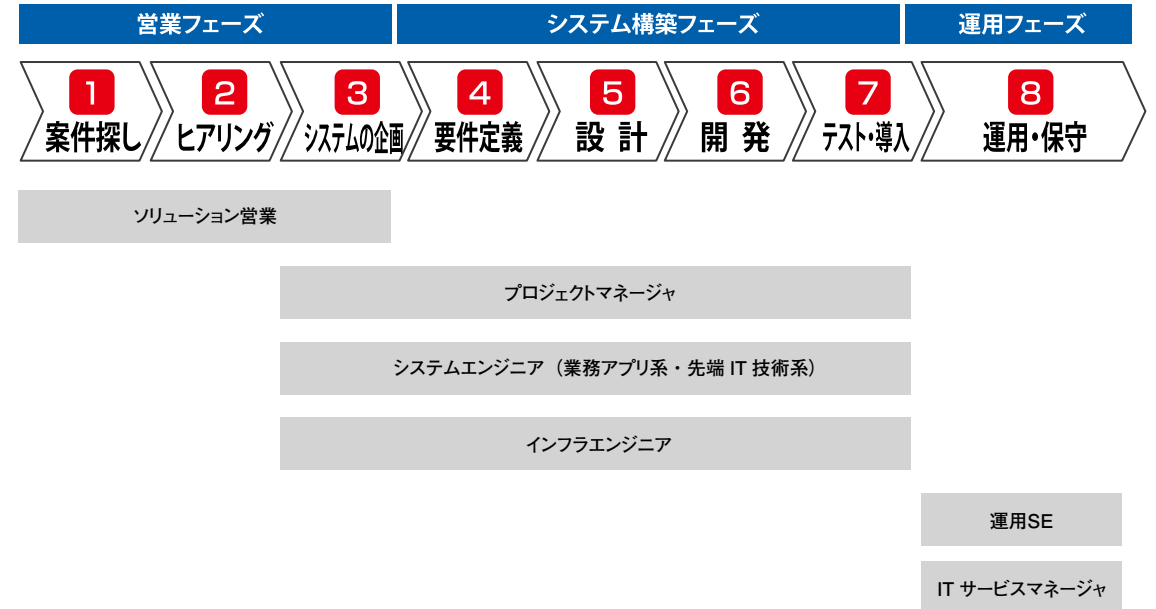 営業フェーズ
システム構築フェーズ
運用フェーズ
1
案件探し
2
ヒアリング
3
システムの企画
4
要件定義
5
設 計
6
開 発
7
テスト・導入
8
運用・保守
ソリューション営業
プロジェクトマネージャ
システムエンジニア（業務アプリ系・先端 IT 技術系）
インフラエンジニア
運用SE
IT サービスマネージャ